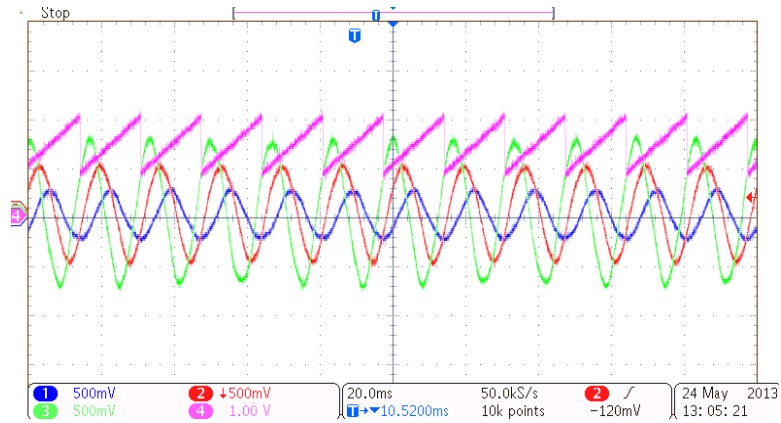 Stop
T
T
4
1 500mV 2 ↓500mV 20.0ms 50.0kS/s 2 ∫ 24 May 2013
3 500mV 4 1.00 V T→▼10.5200ms 10k points −120mV 13: 05: 21